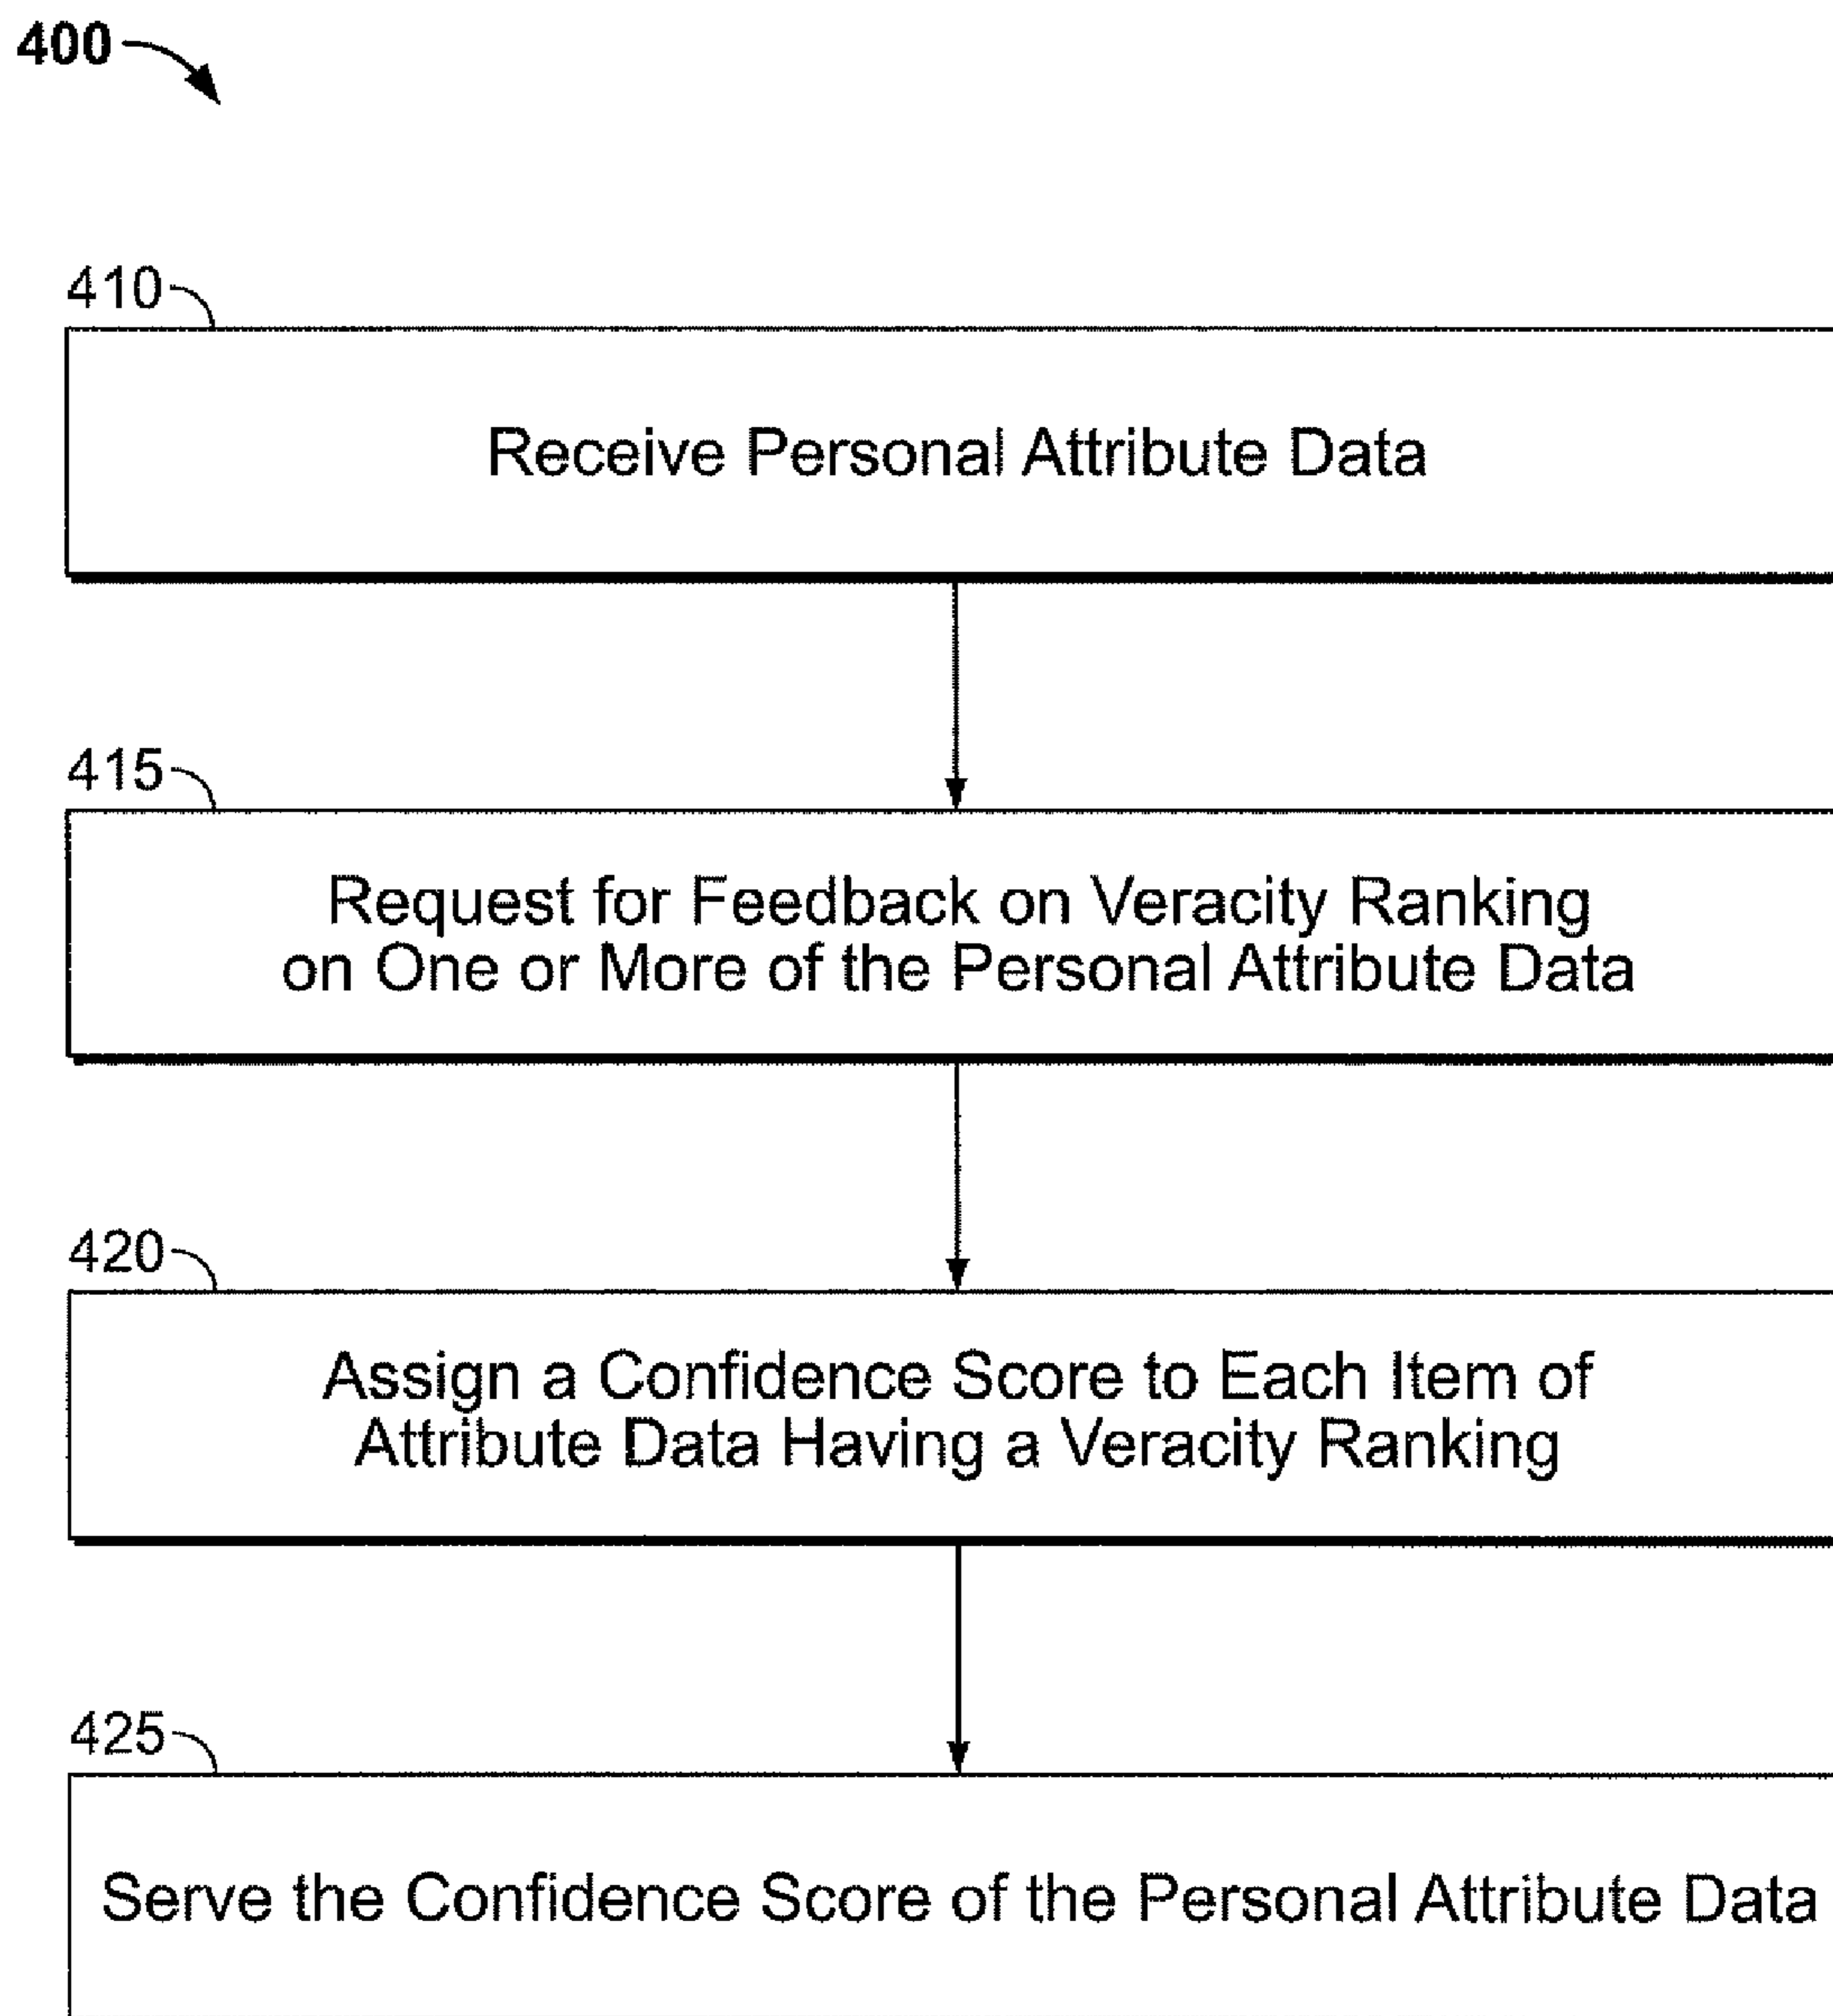 400
410
Receive Personal Attribute Data
415
Request for Feedback on Veracity Ranking
on One or More of the Personal Attribute Data
420
Assign a Confidence Score to Each Item of
Attribute Data Having a Veracity Ranking
425
Serve the Confidence Score of the Personal Attribute Data